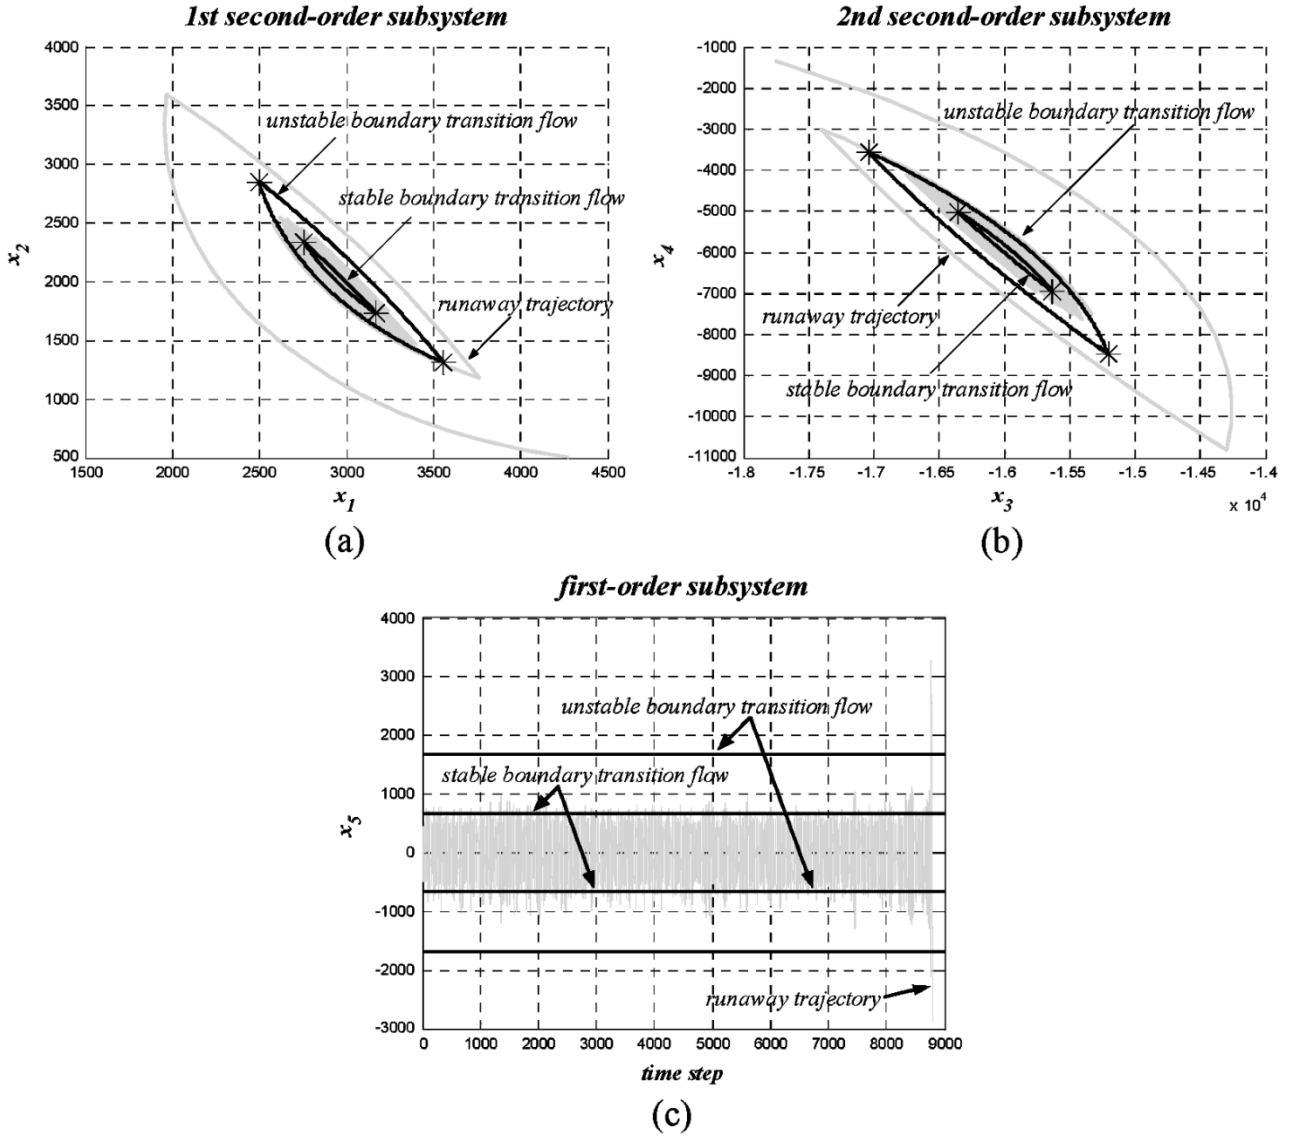 1st second-order subsystem
4000
3500
3000
2500
2000
1500
1000
500
1500 2000 2500 3000 3500 4000 4500
x2
x1
unstable boundary transition flow
stable boundary transition flow
runaway trajectory
(a)
2nd second-order subsystem
-1000
-2000
-3000
-4000
-5000
-6000
-7000
-8000
-9000
-10000
-11000
-1.8 -1.75 -1.7 -1.65 -1.6 -1.55 -1.5 -1.45 -1.4
x4
x3
x 10^4
unstable boundary transition flow
runaway trajectory
stable boundary transition flow
(b)
first-order subsystem
4000
3000
2000
1000
0
-1000
-2000
-3000
0 1000 2000 3000 4000 5000 6000 7000 8000 9000
x5
time step
unstable boundary transition flow
stable boundary transition flow
runaway trajectory
(c)